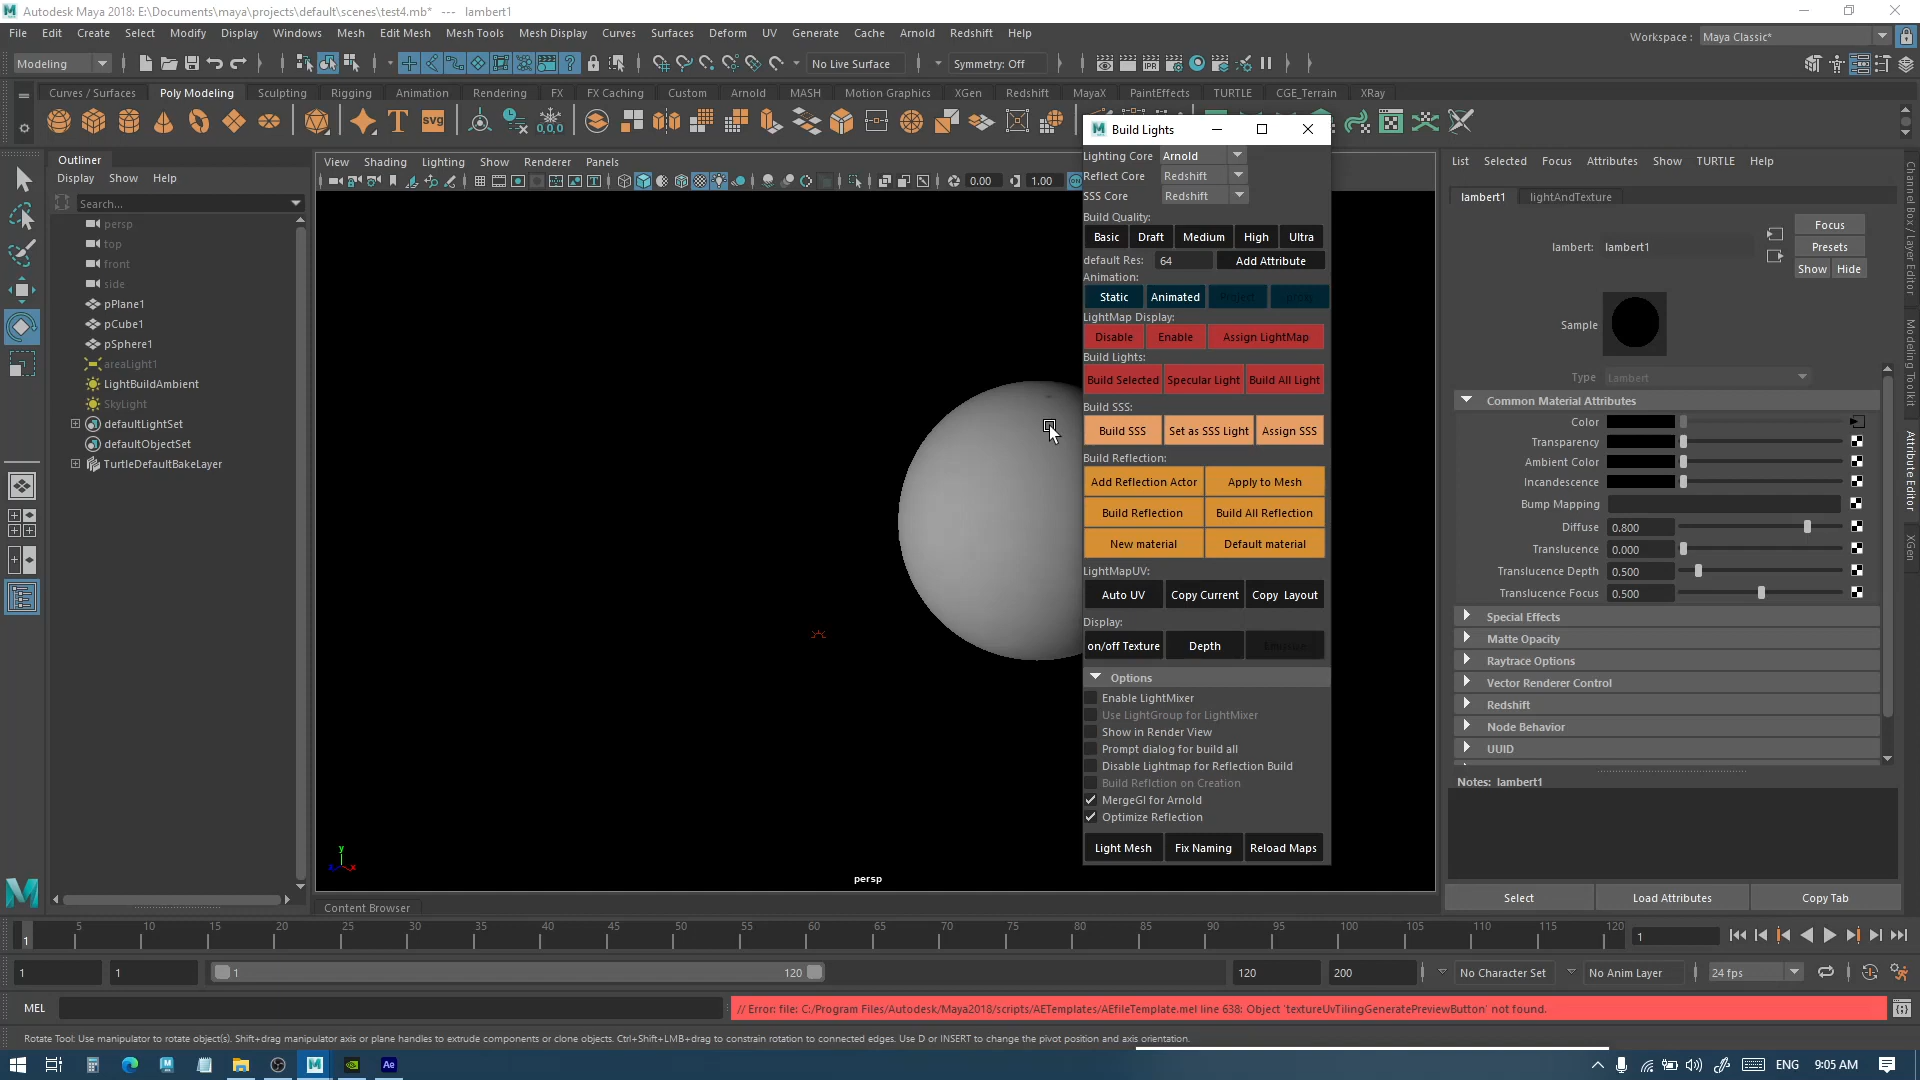 Autodesk Maya 2018: E:\Documents\maya\projects\default\scenes\test4.mb* --- lambert1
File Edit Create Select Modify Display Windows Mesh Edit Mesh Mesh Tools Mesh Display Curves Surfaces Deform UV Generate Cache Arnold Redshift Help
Workspace : Maya Classic*
Modeling No Live Surface Symmetry: Off IPR
Curves / Surfaces Poly Modeling Sculpting Rigging Animation Rendering FX FX Caching Custom Arnold MASH Motion Graphics XGen Redshift MayaX PaintEffects TURTLE CGE_Terrain XRay
T SVG 0,0,0
Outliner
Display Show Help
Search...
persp
top
front
side
pPlane1
pCube1
pSphere1
areaLight1
LightBuildAmbient
SkyLight
defaultLightSet
defaultObjectSet
TurtleDefaultBakeLayer
View Shading Lighting Show Renderer Panels
0.00 1.00
y
x
persp
Content Browser
Build Lights
Lighting Core Arnold
Reflect Core Redshift
SSS Core Redshift
Build Quality:
Basic Draft Medium High Ultra
default Res: 64 Add Attribute
Animation:
Static Animated
LightMap Display:
Disable Enable Assign LightMap
Build Lights:
Build Selected Specular Light Build All Light
Build SSS:
Build SSS Set as SSS Light Assign SSS
Build Reflection:
Add Reflection Actor Apply to Mesh
Build Reflection Build All Reflection
New material Default material
LightMapUV:
Auto UV Copy Current Copy Layout
Display:
on/off Texture Depth
Options
Enable LightMixer
Use LightGroup for LightMixer
Show in Render View
Prompt dialog for build all
Disable Lightmap for Reflection Build
Build Reflction on Creation
MergeGI for Arnold
Optimize Reflection
Light Mesh Fix Naming Reload Maps
List Selected Focus Attributes Show TURTLE Help
lambert1 lightAndTexture
Focus
lambert: lambert1 Presets
Show Hide
Sample
Type Lambert
Common Material Attributes
Color
Transparency
Ambient Color
Incandescence
Bump Mapping
Diffuse 0.800
Translucence 0.000
Translucence Depth 0.500
Translucence Focus 0.500
Special Effects
Matte Opacity
Raytrace Options
Vector Renderer Control
Redshift
Node Behavior
UUID
Notes: lambert1
Select Load Attributes Copy Tab
Channel Box / Layer Editor
Modeling Toolkit
Attribute Editor
XGen
1 5 10 15 20 25 30 35 40 45 50 55 60 65 70 75 80 85 90 95 100 105 110 115 120 1
1 1 1 120 120 200 No Character Set No Anim Layer 24 fps
MEL // Error: file: C:/Program Files/Autodesk/Maya2018/scripts/AETemplates/AEfileTemplate.mel line 638: Object 'textureUvTilingGeneratePreviewButton' not found.
Rotate Tool: Use manipulator to rotate object(s). Shift+drag manipulator axis or plane handles to extrude components or clone objects. Ctrl+Shift+LMB+drag to constrain rotation to connected edges. Use D or INSERT to change the pivot position and axis orientation.
Ae ENG 9:05 AM